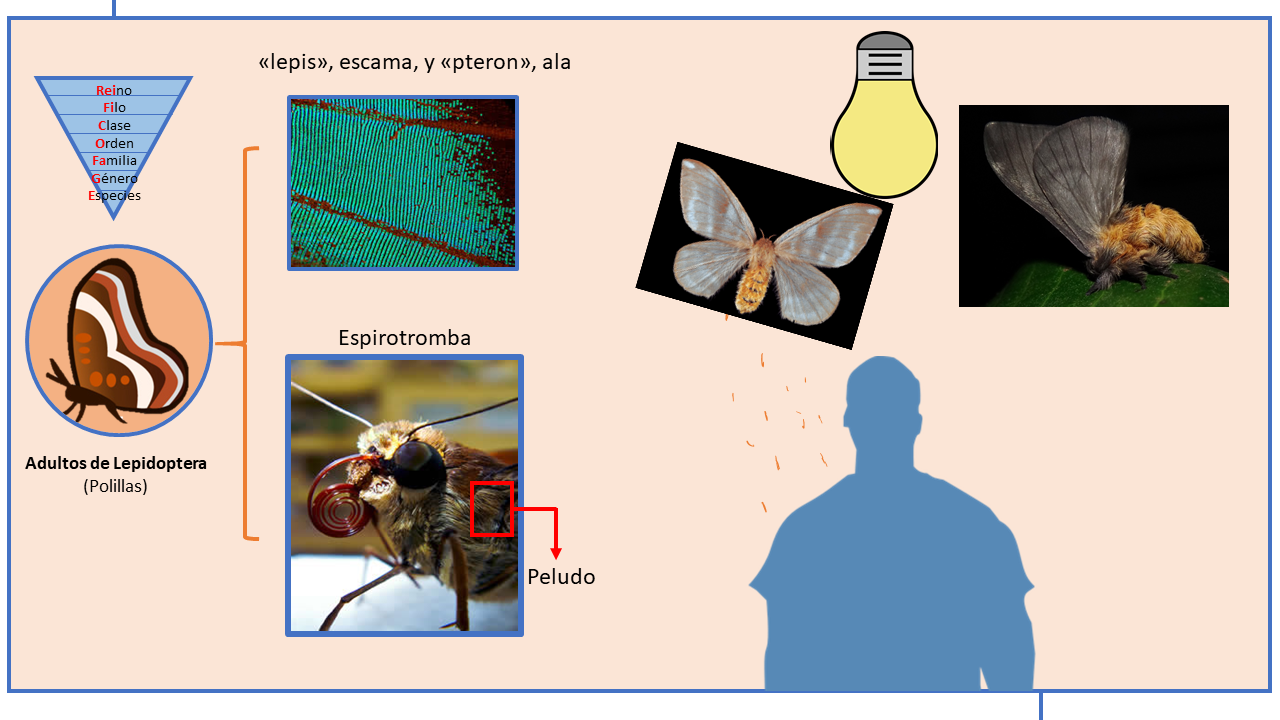 «lepis», escama, y «pteron», ala
Reino
Filo
Clase
Orden
Familia
Género
Especies
Espirotromba
Adultos de Lepidoptera
(Polillas)
Peludo